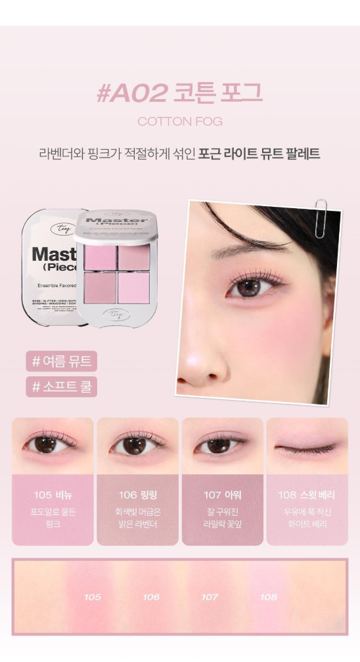 #A02 코튼 포그
COTTON FOG
라벤더와 핑크가 적절하게 섞인 포근 라이트 뮤트 팔레트
Master
(Piece)
# 여름 뮤트
# 소프트 쿨
105 비뉴
포도알로 물든
핑크
106 링링
회색빛 머금은
밝은 라벤더
107 아워
잘 구워진
라일락 꽃잎
108 스윗 베리
우유에 푹 적신
화이트 베리
105 106 107 108